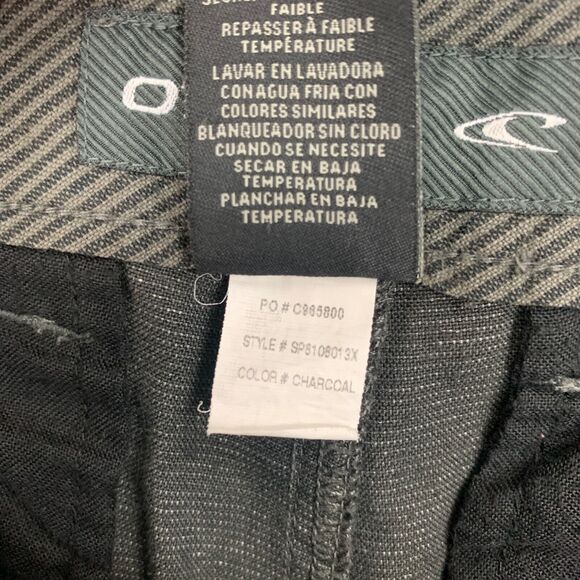 FAIBLE
REPASSER À FAIBLE
TEMPÉRATURE
LAVAR EN LAVADORA
CON AGUA FRIA CON
COLORES SIMILARES
BLANQUEADOR SIN CLORO
CUANDO SE NECESITE
SECAR EN BAJA
TEMPERATURA
PLANCHAR EN BAJA
TEMPERATURA
O
PO # C965800
STYLE # SP8108013X
COLOR # CHARCOAL